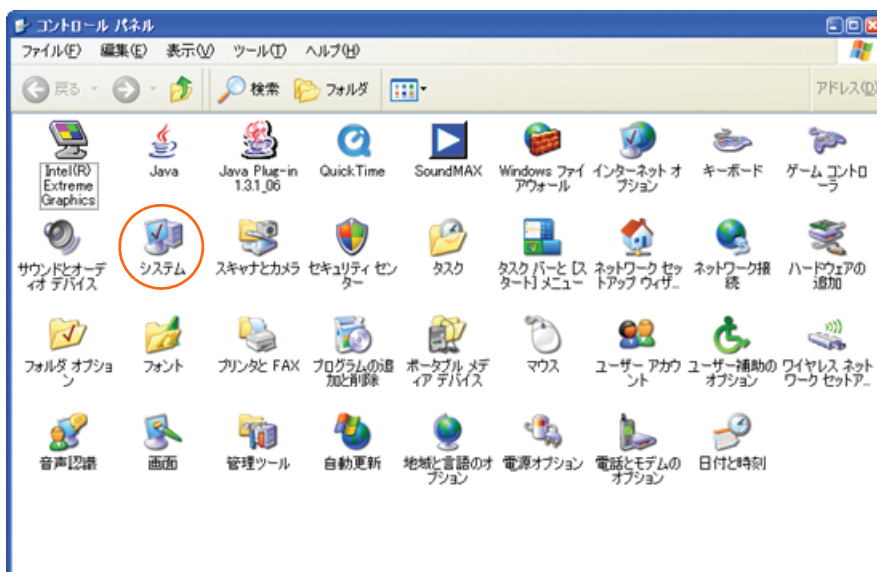 コントロール パネル
ファイル(F) 編集(E) 表示(V) ツール(T) ヘルプ(H)
戻る 検索 フォルダ アドレス(D)
Intel(R)
Extreme
Graphics
Java
Java Plug-in
1.3.1_06
QuickTime
SoundMAX
Windows ファイ
アウォール
インターネット オ
プション
キーボード
ゲーム コントロ
ーラ
サウンドとオーデ
ィオ デバイス
システム
スキャナとカメラ
セキュリティ セン
ター
タスク
タスク バーと [ス
タート] メニュー
ネットワーク セッ
トアップ ウィザ...
ネットワーク接
続
ハードウェアの
追加
フォルダ オプショ
ン
フォント
プリンタと FAX
プログラムの追
加と削除
ポータブル メデ
ィア デバイス
マウス
ユーザー アカウ
ント
ユーザー補助の
オプション
ワイヤレス ネット
ワーク セットア...
音声認識
画面
管理ツール
自動更新
地域と言語のオ
プション
電源オプション
電話とモデムの
オプション
日付と時刻